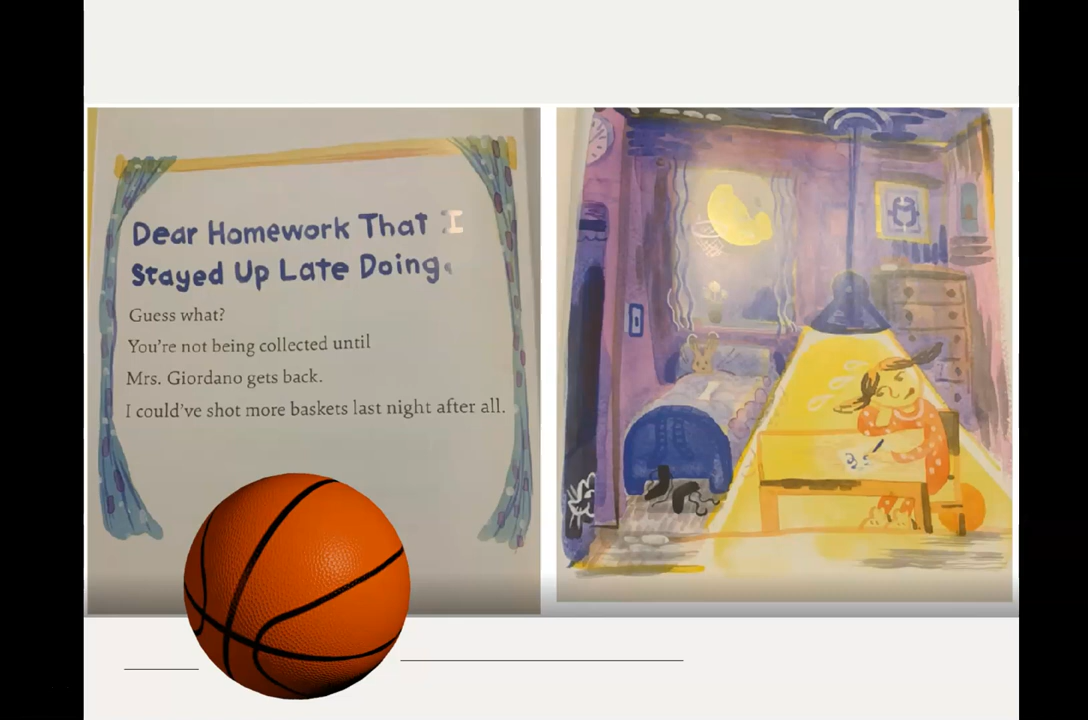 Dear Homework That I
Stayed Up Late Doing,
Guess what?
You're not being collected until
Mrs. Giordano gets back.
I could've shot more baskets last night after all.